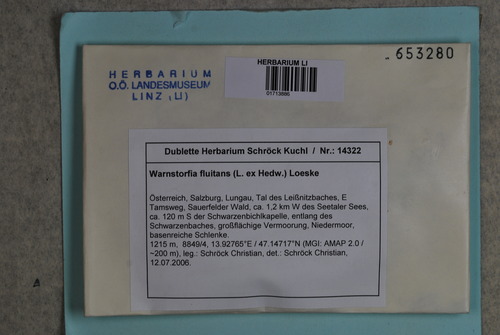 HERBARIUM
O.Ö. LANDESMUSEUM
LINZ (LI)
HERBARIUM LI
01713886
653280
Dublette Herbarium Schröck Kuchl / Nr.: 14322
Warnstorfia fluitans (L. ex Hedw.) Loeske
Österreich, Salzburg, Lungau, Tal des Leißnitzbaches, E
Tamsweg, Sauerfelder Wald, ca. 1,2 km W des Seetaler Sees,
ca. 120 m S der Schwarzenbichlkapelle, entlang des
Schwarzenbaches, großflächige Vermoorung, Niedermoor,
basenreiche Schlenke.
1215 m, 8849/4, 13.92765°E / 47.14717°N (MGI: AMAP 2.0 /
~200 m), leg.: Schröck Christian, det.: Schröck Christian,
12.07.2006.